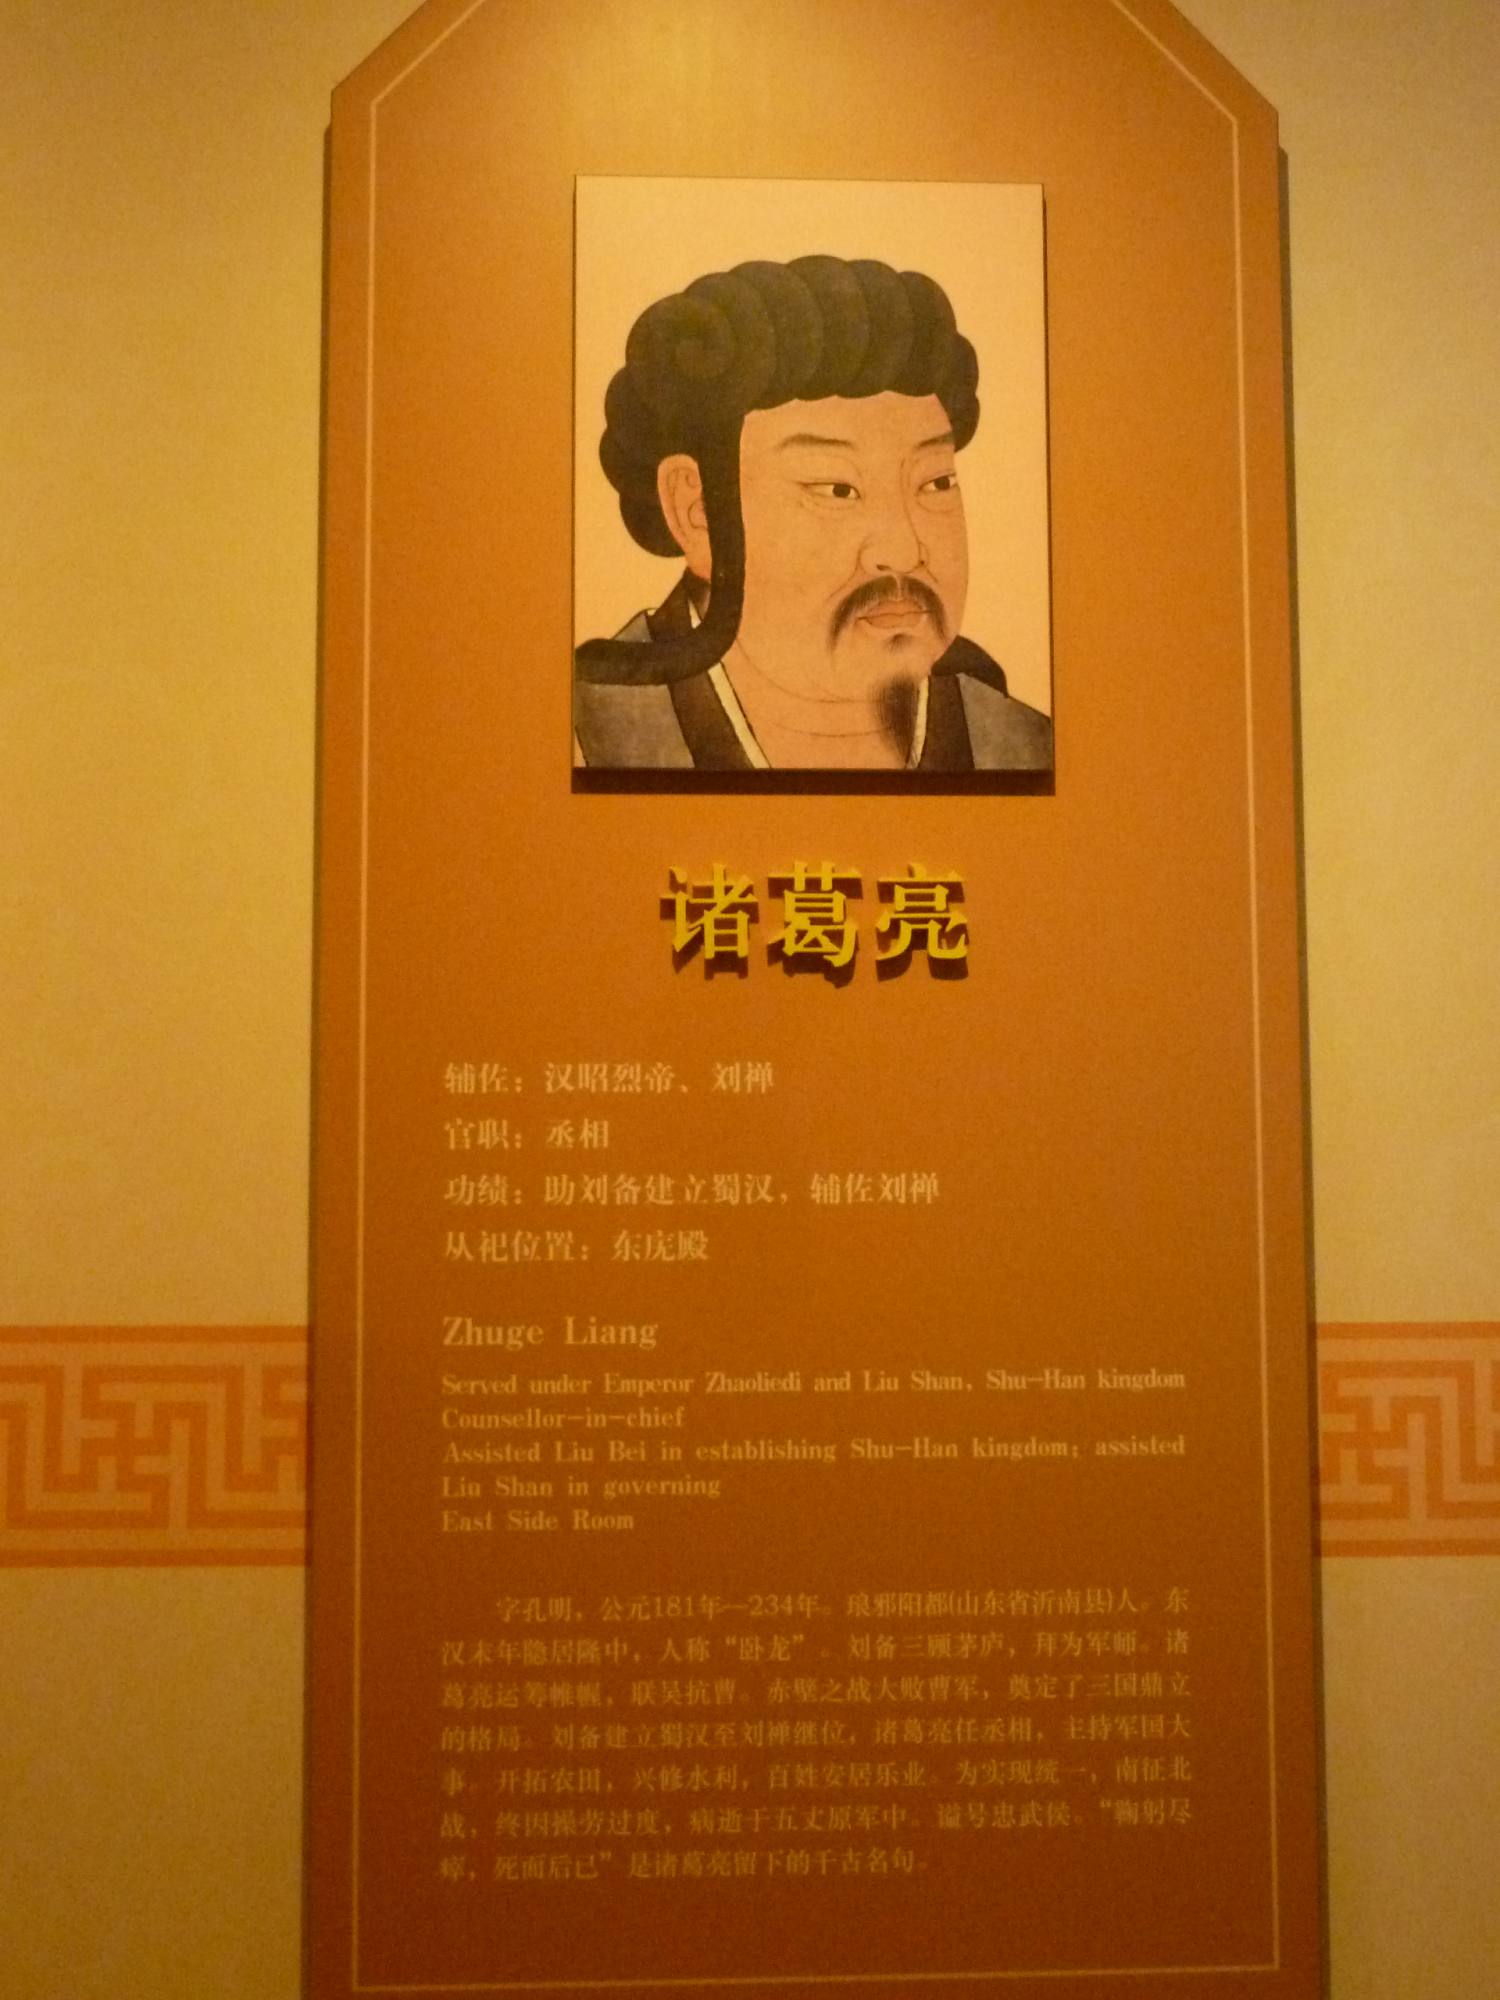 诸葛亮
辅佐：汉昭烈帝、刘禅
官职：丞相
功绩：助刘备建立蜀汉，辅佐刘禅
从祀位置：东庑殿
Zhuge Liang
Served under Emperor Zhaoliedi and Liu Shan, Shu-Han kingdom
Counsellor-in-chief
Assisted Liu Bei in establishing Shu-Han kingdom; assisted
Liu Shan in governing
East Side Room
字孔明，公元181年—234年。琅邪阳都(山东省沂南县)人。东
汉末年隐居隆中，人称“卧龙”。刘备三顾茅庐，拜为军师。诸
葛亮运筹帷幄，联吴抗曹。赤壁之战大败曹军，奠定了三国鼎立
的格局。刘备建立蜀汉至刘禅继位，诸葛亮任丞相，主持军国大
事。开拓农田，兴修水利，百姓安居乐业。为实现统一，南征北
战，终因操劳过度，病逝于五丈原军中。谥号忠武侯。“鞠躬尽
瘁，死而后已”是诸葛亮留下的千古名句。